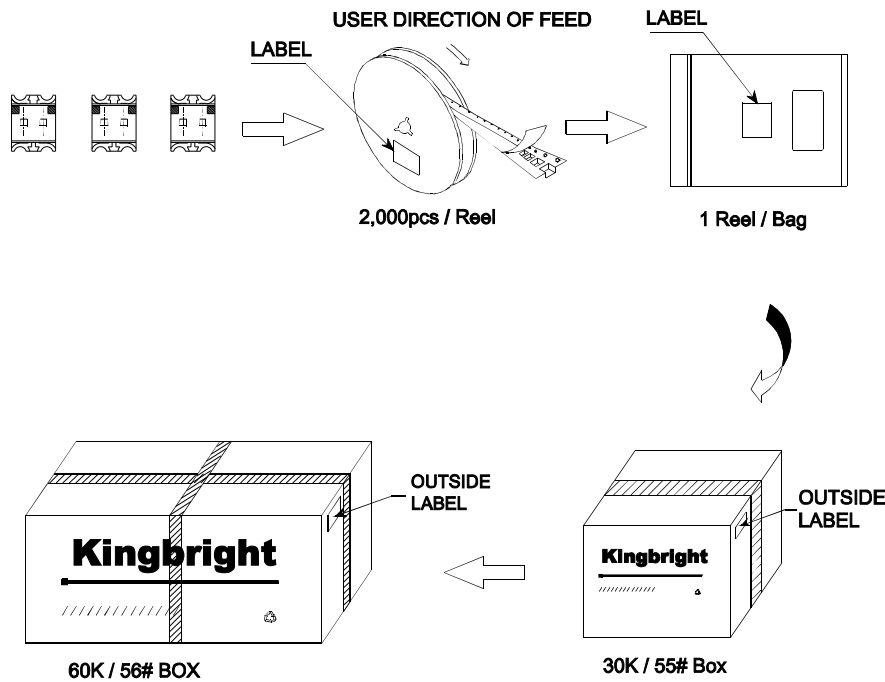 USER DIRECTION OF FEED
LABEL
LABEL
2,000pcs / Reel
1 Reel / Bag
OUTSIDE
LABEL
OUTSIDE
LABEL
Kingbright
Kingbright
60K / 56# BOX
30K / 55# Box